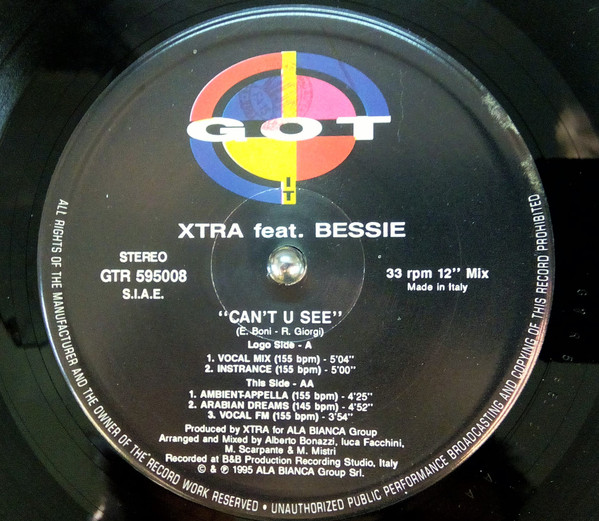 GOT
IT
XTRA feat. BESSIE
STEREO
GTR 595008
S.I.A.E.
33 rpm 12" Mix
Made in Italy
"CAN'T U SEE"
(E. Boni - R. Giorgi)
Logo Side - A
1. VOCAL MIX (155 bpm) - 5'04"
2. INSTRANCE (155 bpm) - 5'00"
This Side - AA
1. AMBIENT-APPELLA (155 bpm) - 4'25"
2. ARABIAN DREAMS (145 bpm) - 4'52"
3. VOCAL FM (155 bpm) - 3'54"
Produced by XTRA for ALA BIANCA Group
Arranged and Mixed by Alberto Bonazzi, luca Facchini,
M. Scarpante & M. Mistri
Recorded at B&B Production Recording Studio, Italy
© & ℗ 1995 ALA BIANCA Group Srl.
ALL RIGHTS OF THE MANUFACTURER AND THE OWNER OF THE RECORD WORK RESERVED • UNAUTHORIZED PUBLIC PERFORMANCE BROADCASTING AND COPYING OF THIS RECORD PROHIBITED